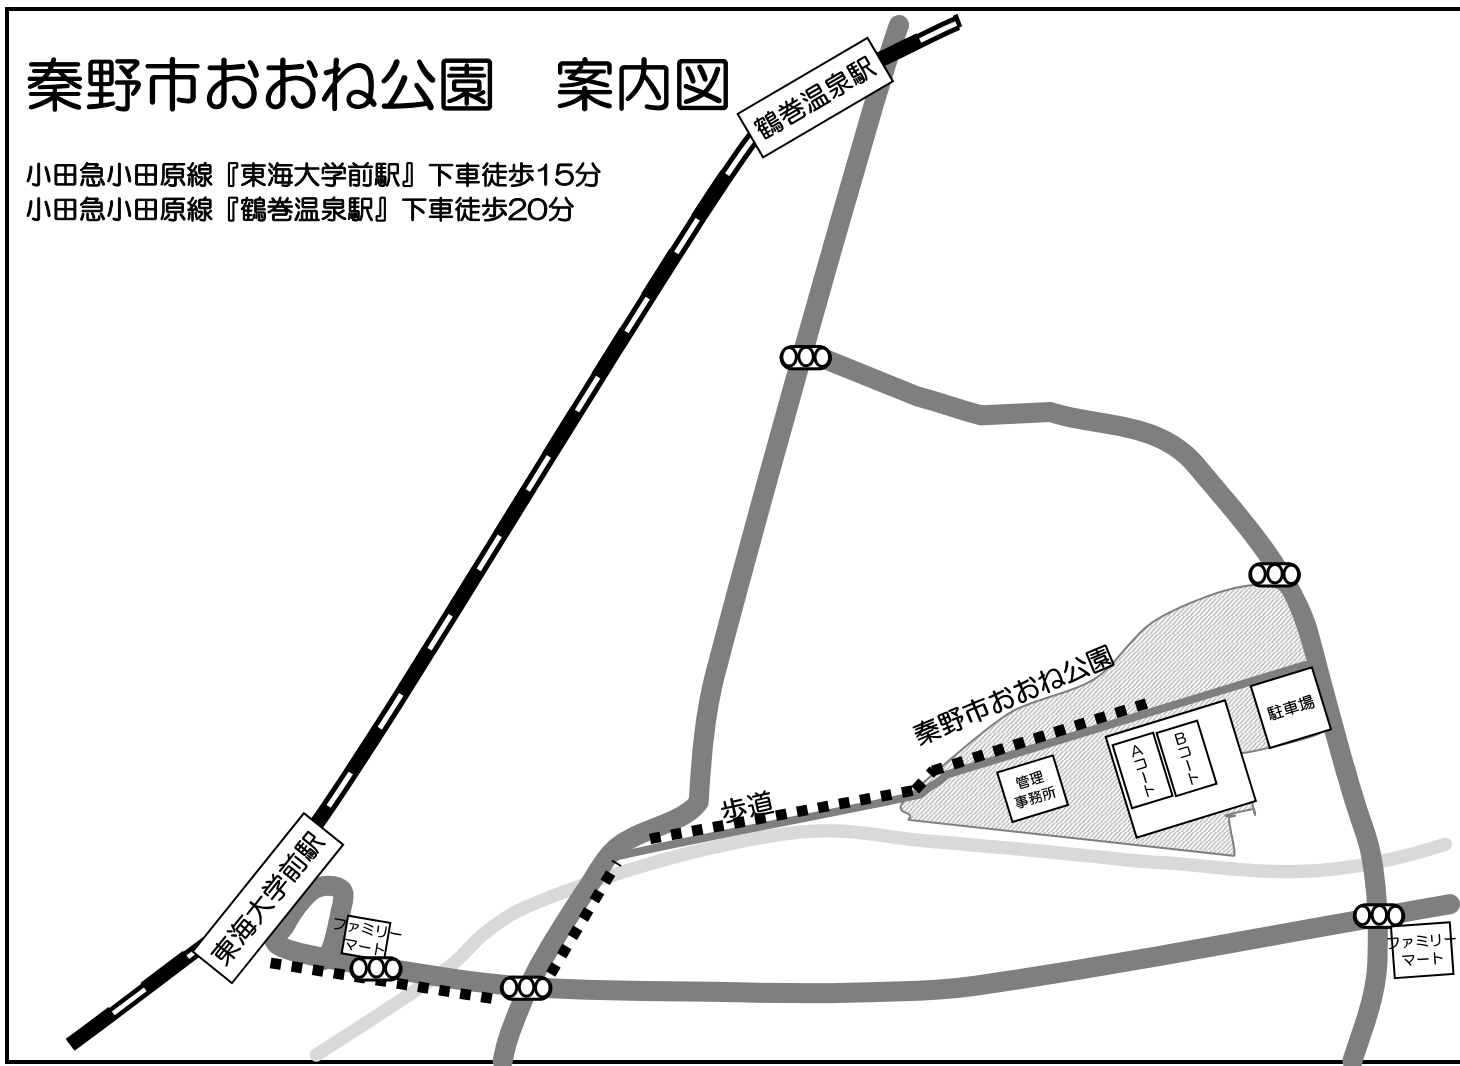 秦野市おおね公園　案内図
小田急小田原線『東海大学前駅』下車徒歩15分
小田急小田原線『鶴巻温泉駅』下車徒歩20分
鶴巻温泉駅
秦野市おおね公園
駐車場
Aコート
Bコート
管理
事務所
歩道
東海大学前駅
ファミリー
マート
ファミリー
マート